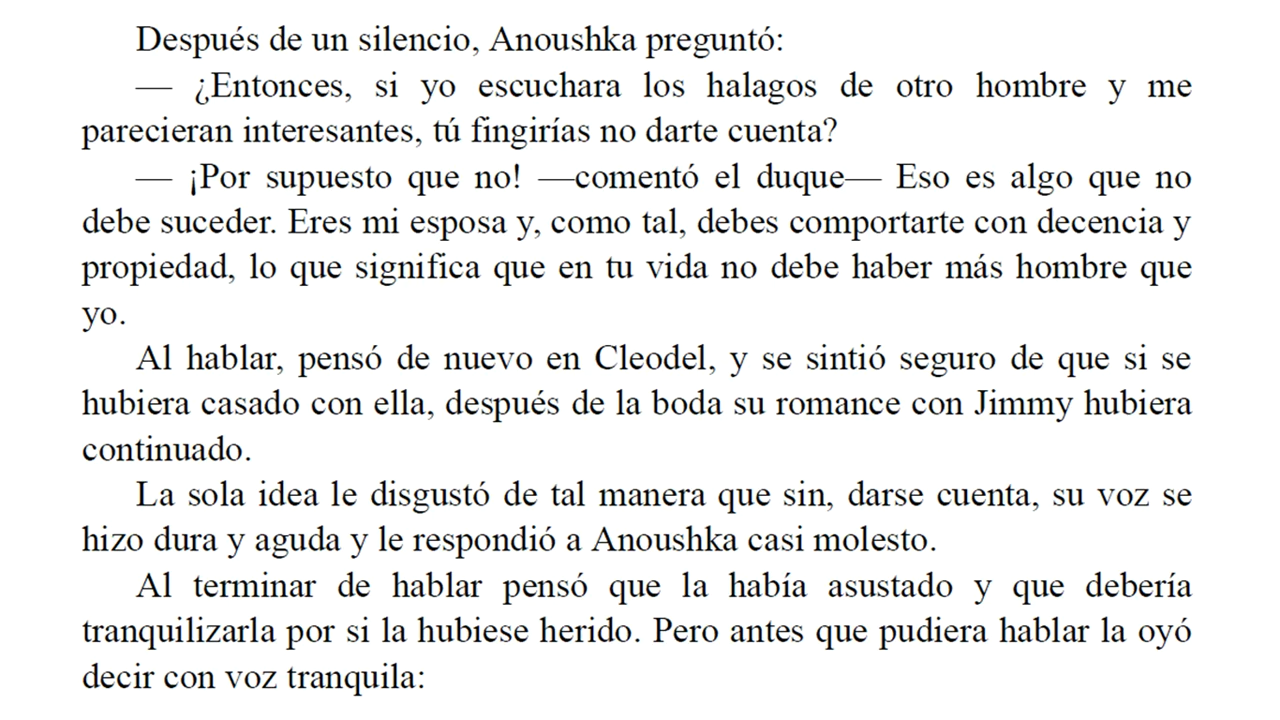 Después de un silencio, Anoushka preguntó:
— ¿Entonces, si yo escuchara los halagos de otro hombre y me
parecieran interesantes, tú fingirías no darte cuenta?
— ¡Por supuesto que no! —comentó el duque— Eso es algo que no
debe suceder. Eres mi esposa y, como tal, debes comportarte con decencia y
propiedad, lo que significa que en tu vida no debe haber más hombre que
yo.
Al hablar, pensó de nuevo en Cleodel, y se sintió seguro de que si se
hubiera casado con ella, después de la boda su romance con Jimmy hubiera
continuado.
La sola idea le disgustó de tal manera que sin, darse cuenta, su voz se
hizo dura y aguda y le respondió a Anoushka casi molesto.
Al terminar de hablar pensó que la había asustado y que debería
tranquilizarla por si la hubiese herido. Pero antes que pudiera hablar la oyó
decir con voz tranquila: